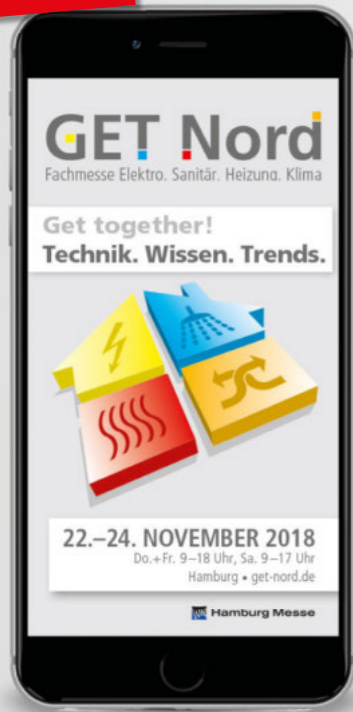 GET Nord
Fachmesse Elektro. Sanitär. Heizung. Klima
Get together!
Technik. Wissen. Trends.
22.–24. NOVEMBER 2018
Do.+Fr. 9–18 Uhr, Sa. 9–17 Uhr
Hamburg • get-nord.de
Hamburg Messe